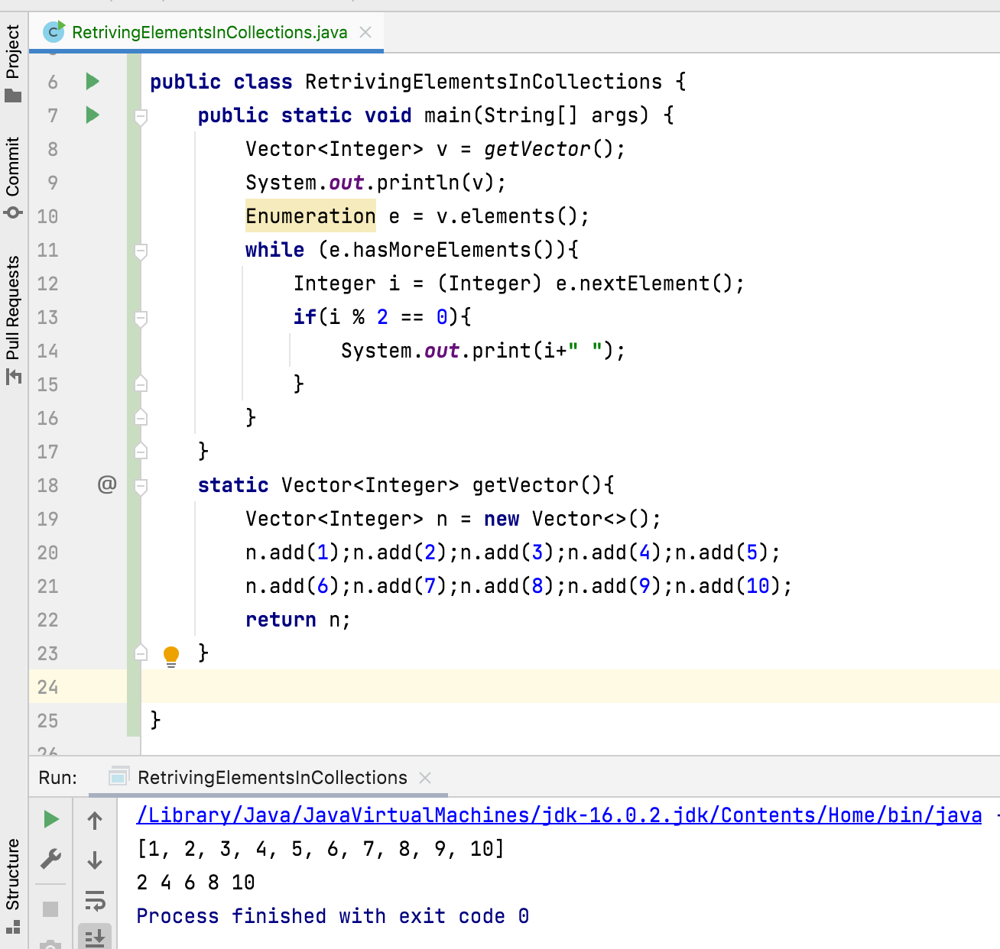 Project
Commit
Pull Requests
Structure
RetrivingElementsInCollections.java
6 public class RetrivingElementsInCollections {
7 public static void main(String[] args) {
8 Vector<Integer> v = getVector();
9 System.out.println(v);
10 Enumeration e = v.elements();
11 while (e.hasMoreElements()){
12 Integer i = (Integer) e.nextElement();
13 if(i % 2 == 0){
14 System.out.print(i+" ");
15 }
16 }
17 }
18 @ static Vector<Integer> getVector(){
19 Vector<Integer> n = new Vector<>();
20 n.add(1);n.add(2);n.add(3);n.add(4);n.add(5);
21 n.add(6);n.add(7);n.add(8);n.add(9);n.add(10);
22 return n;
23 }
24
25 }
26
Run: RetrivingElementsInCollections
/Library/Java/JavaVirtualMachines/jdk-16.0.2.jdk/Contents/Home/bin/java
[1, 2, 3, 4, 5, 6, 7, 8, 9, 10]
2 4 6 8 10
Process finished with exit code 0